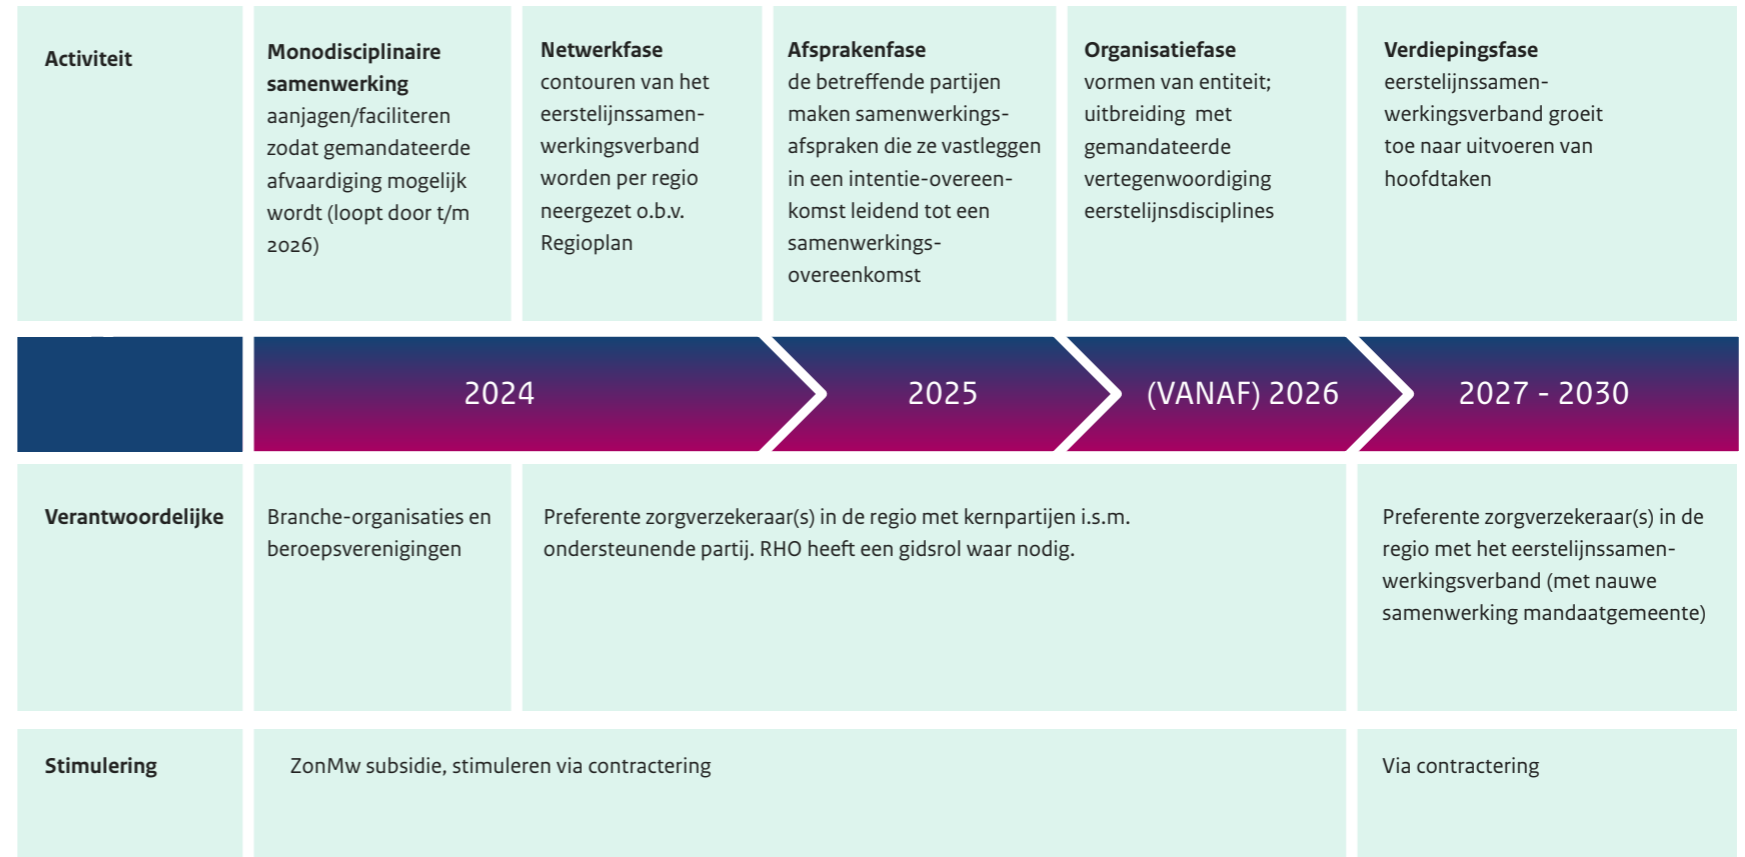 Activiteit
Monodisciplinaire
samenwerking
aanjagen/faciliteren
zodat gemandateerde
afvaardiging mogelijk
wordt (loopt door t/m
2026)
Netwerkfase
contouren van het
eerstelijnssamen-
werkingsverband
worden per regio
neergezet o.b.v.
Regioplan
Afsprakenfase
de betreffende partijen
maken samenwerkings-
afspraken die ze vastleggen
in een intentie-overeen-
komst leidend tot een
samenwerkings-
overeenkomst
Organisatiefase
vormen van entiteit;
uitbreiding met
gemandateerde
vertegenwoordiging
eerstelijnsdisciplines
Verdiepingsfase
eerstelijnssamen-
werkingsverband groeit
toe naar uitvoeren van
hoofdtaken
2024
2025
(VANAF) 2026
2027 - 2030
Verantwoordelijke
Branche-organisaties en
beroepsverenigingen
Preferente zorgverzekeraar(s) in de regio met kernpartijen i.s.m.
ondersteunende partij. RHO heeft een gidsrol waar nodig.
Preferente zorgverzekeraar(s) in de
regio met het eerstelijnssamen-
werkingsverband (met nauwe
samenwerking mandaatgemeente)
Stimulering
ZonMw subsidie, stimuleren via contractering
Via contractering